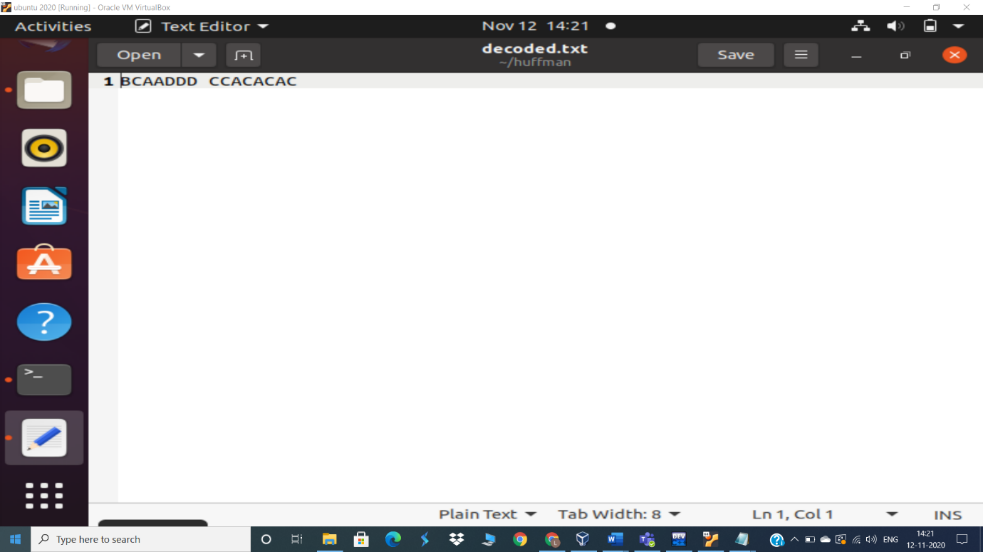 ubuntu 2020 [Running] - Oracle VM VirtualBox
Activities Text Editor Nov 12 14:21
Open decoded.txt Save
~/huffman
1 BCAADDD CCACACAC
Plain Text Tab Width: 8 Ln 1, Col 1 INS
Type here to search ENG 14:21
12-11-2020